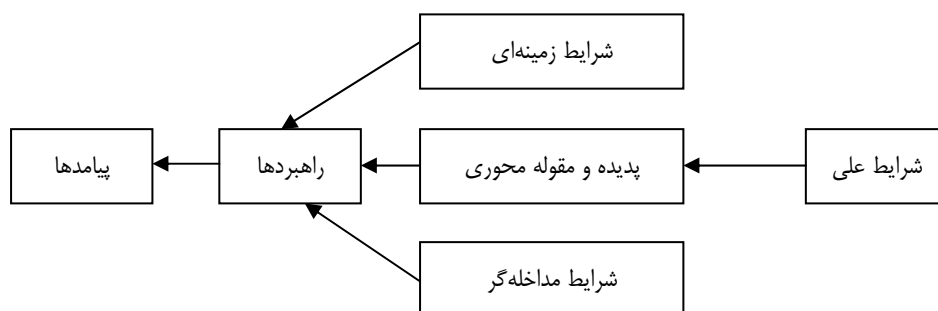 شرایط زمینه‌ای
شرایط علی
پدیده و مقوله محوری
راهبردها
پیامدها
شرایط مداخله‌گر